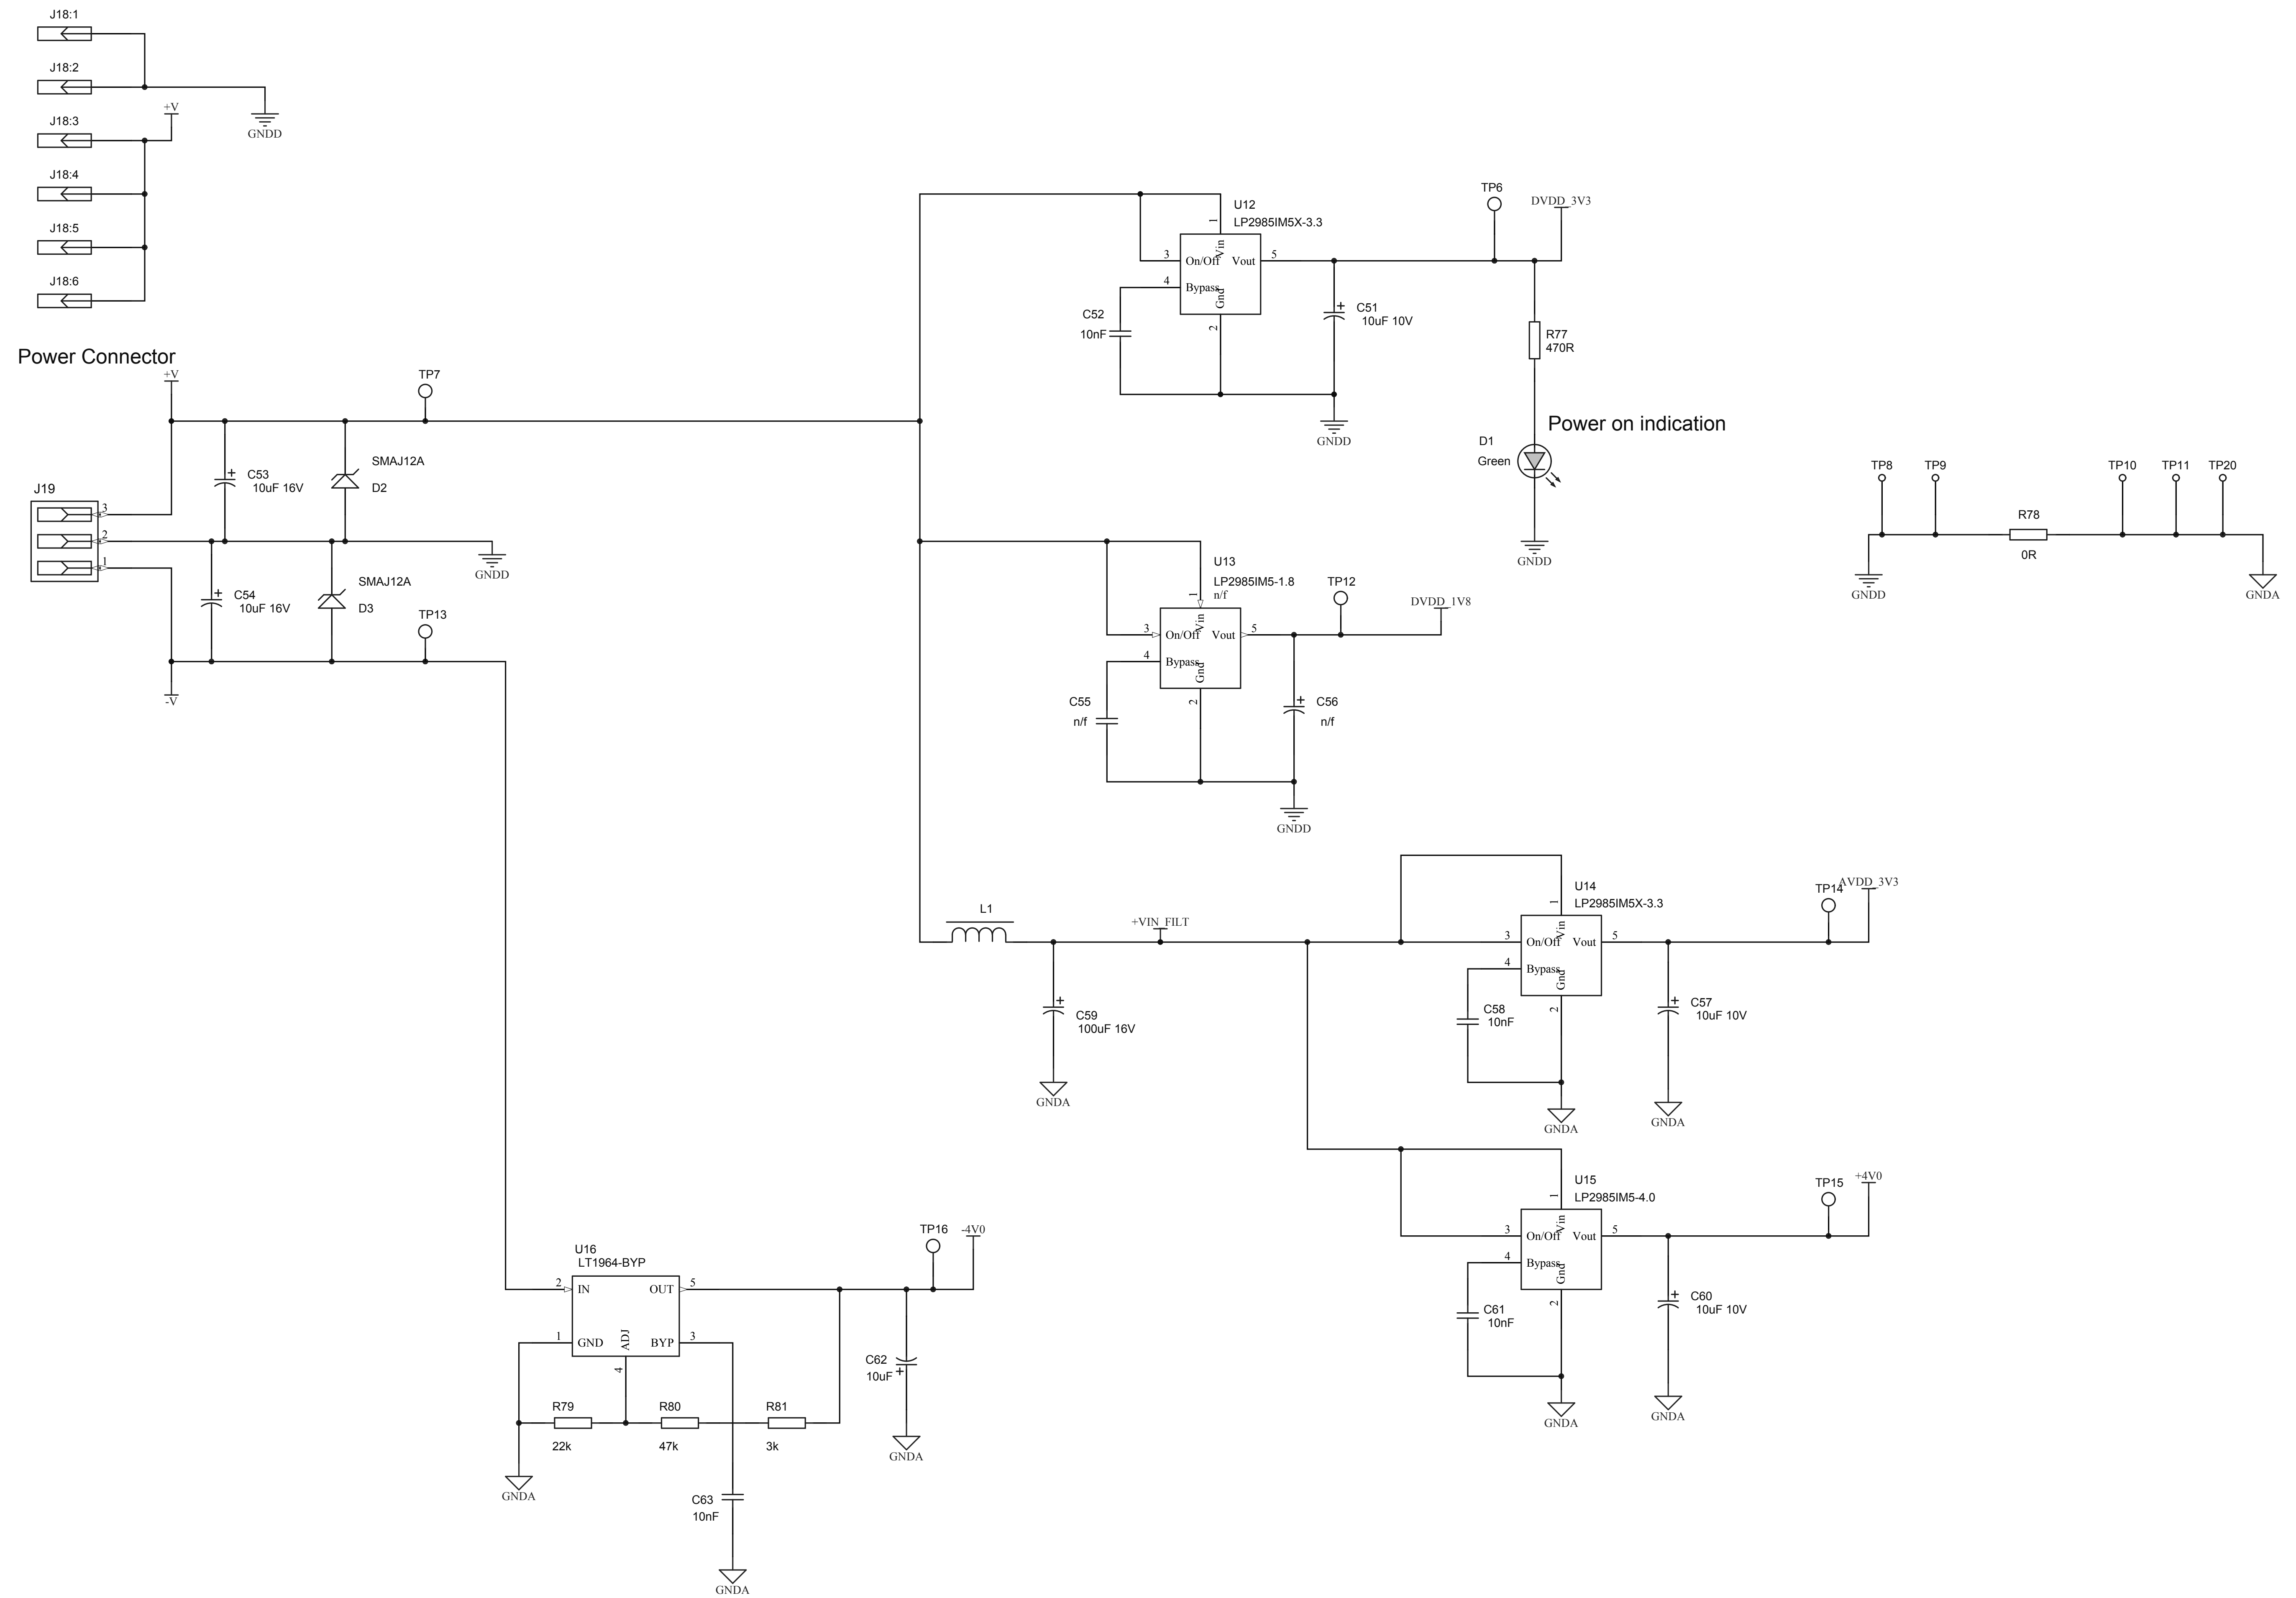 J18:1
J18:2
+V
GNDD
J18:3
J18:4
J18:5
J18:6
Power Connector
+V
TP7
C53
10uF 16V
SMAJ12A
D2
J19
3
2
1
GNDD
C54
10uF 16V
SMAJ12A
D3
TP13
-V
U12
LP2985IM5X-3.3
1
Vin
3
On/Off
Vout
5
4
Bypass
Gnd
2
C52
10nF
C51
10uF 10V
GNDD
TP6
DVDD_3V3
R77
470R
Power on indication
D1
Green
GNDD
TP8
TP9
TP10
TP11
TP20
R78
0R
GNDD
GNDA
U13
LP2985IM5-1.8
n/f
1
Vin
3
On/Off
Vout
5
4
Bypass
Gnd
2
TP12
DVDD_1V8
C55
n/f
C56
n/f
GNDD
L1
+VIN_FILT
C59
100uF 16V
GNDA
U14
LP2985IM5X-3.3
1
Vin
3
On/Off
Vout
5
4
Bypass
Gnd
2
TP14
AVDD_3V3
C58
10nF
C57
10uF 10V
GNDA
GNDA
U15
LP2985IM5-4.0
1
Vin
3
On/Off
Vout
5
4
Bypass
Gnd
2
TP15
+4V0
C61
10nF
C60
10uF 10V
GNDA
GNDA
U16
LT1964-BYP
2
IN
OUT
5
1
GND
ADJ
BYP
3
4
TP16
-4V0
C62
10uF
GNDA
R79
22k
R80
47k
R81
3k
GNDA
C63
10nF
GNDA